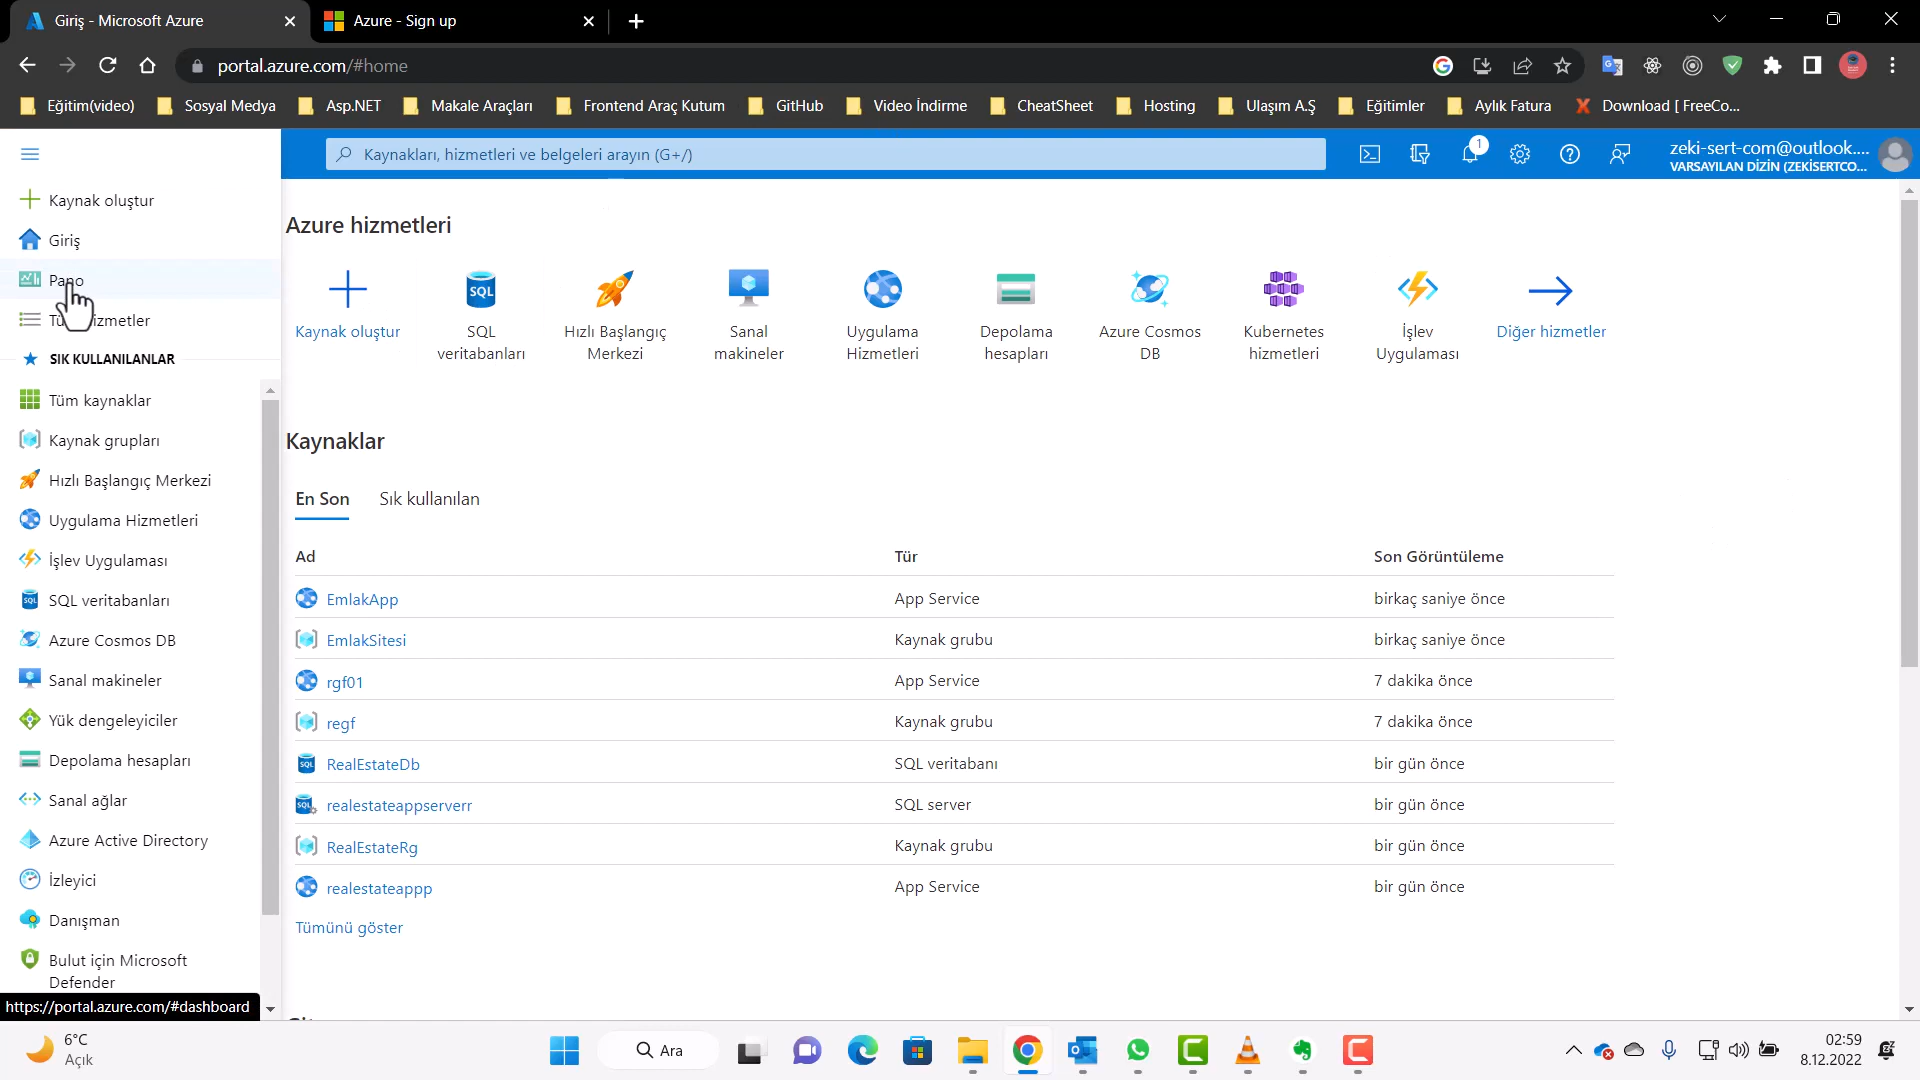 Giriş - Microsoft Azure
Azure - Sign up
portal.azure.com/#home
Eğitim(video)
Sosyal Medya
Asp.NET
Makale Araçları
Frontend Araç Kutum
GitHub
Video İndirme
CheatSheet
Hosting
Ulaşım A.Ş
Eğitimler
Aylık Fatura
Download [ FreeCo...
Kaynakları, hizmetleri ve belgeleri arayın (G+/)
1
zeki-sert-com@outlook....
VARSAYILAN DİZİN (ZEKİSERTCO...
Kaynak oluştur
Giriş
Pano
hizmetler
SIK KULLANILANLAR
Tüm kaynaklar
Kaynak grupları
Hızlı Başlangıç Merkezi
Uygulama Hizmetleri
İşlev Uygulaması
SQL veritabanları
Azure Cosmos DB
Sanal makineler
Yük dengeleyiciler
Depolama hesapları
Sanal ağlar
Azure Active Directory
İzleyici
Danışman
Bulut için Microsoft
Defender
https://portal.azure.com/#dashboard
Azure hizmetleri
Kaynak oluştur
SQL
veritabanları
Hızlı Başlangıç
Merkezi
Sanal
makineler
Uygulama
Hizmetleri
Depolama
hesapları
Azure Cosmos
DB
Kubernetes
hizmetleri
İşlev
Uygulaması
Diğer hizmetler
Kaynaklar
En Son
Sık kullanılan
Ad Tür Son Görüntüleme
EmlakApp App Service birkaç saniye önce
EmlakSitesi Kaynak grubu birkaç saniye önce
rgf01 App Service 7 dakika önce
regf Kaynak grubu 7 dakika önce
RealEstateDb SQL veritabanı bir gün önce
realestateappserverr SQL server bir gün önce
RealEstateRg Kaynak grubu bir gün önce
realestateappp App Service bir gün önce
Tümünü göster
6°C
Açık
Ara
02:59
8.12.2022